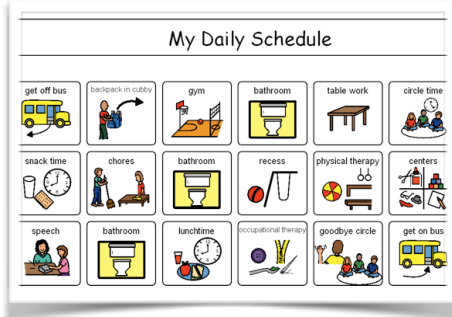 My Daily Schedule
get off bus
backpack in cubby
gym
bathroom
table work
circle time
snack time
chores
bathroom
recess
physical therapy
centers
speech
bathroom
lunchtime
occupational therapy
goodbye circle
get on bus